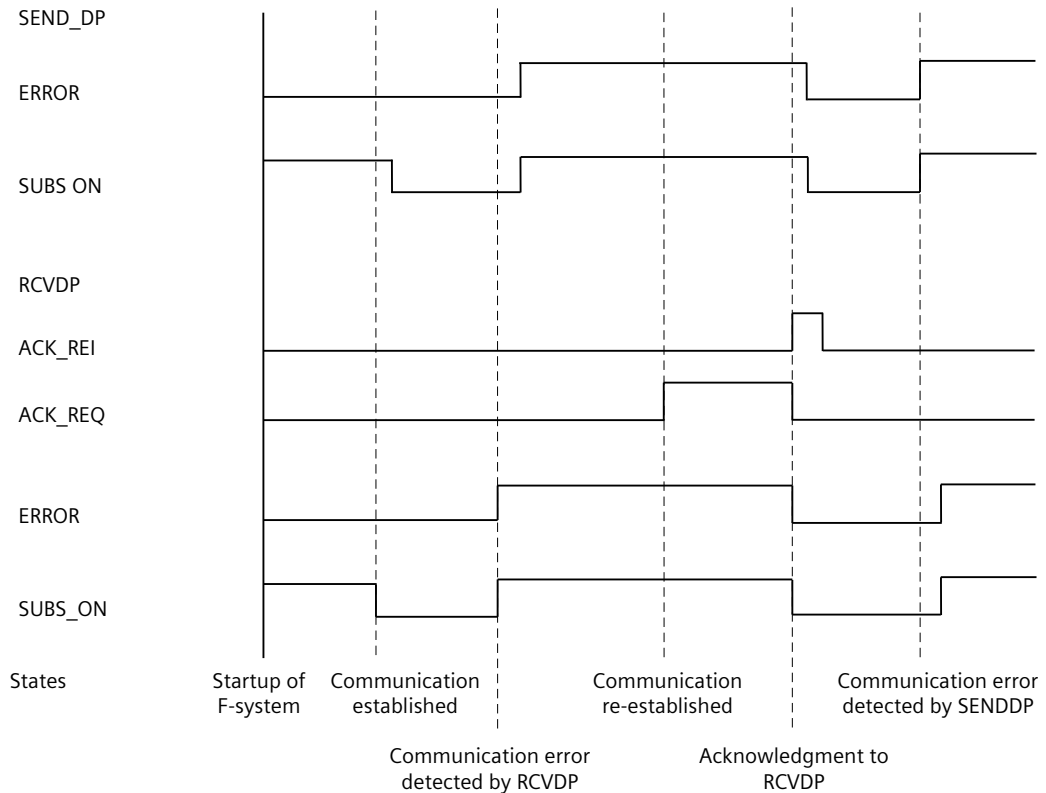 SEND_DP
ERROR
SUBS ON
RCVDP
ACK_REI
ACK_REQ
ERROR
SUBS_ON
States
Startup of
F-system
Communication
established
Communication error
detected by RCVDP
Communication
re-established
Acknowledgment to
RCVDP
Communication error
detected by SENDDP